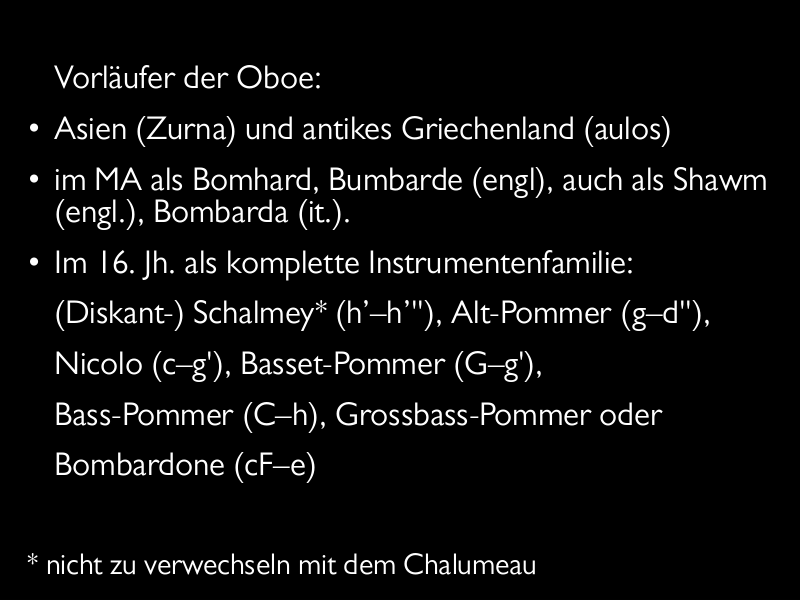 Vorläufer der Oboe:
• Asien (Zurna) und antikes Griechenland (aulos)
• im MA als Bomhard, Bumbarde (engl), auch als Shawm
(engl.), Bombarda (it.).
• Im 16. Jh. als komplette Instrumentenfamilie:
(Diskant-) Schalmey* (h’–h’"), Alt-Pommer (g–d"),
Nicolo (c–g'), Basset-Pommer (G–g'),
Bass-Pommer (C–h), Grossbass-Pommer oder
Bombardone (cF–e)
* nicht zu verwechseln mit dem Chalumeau